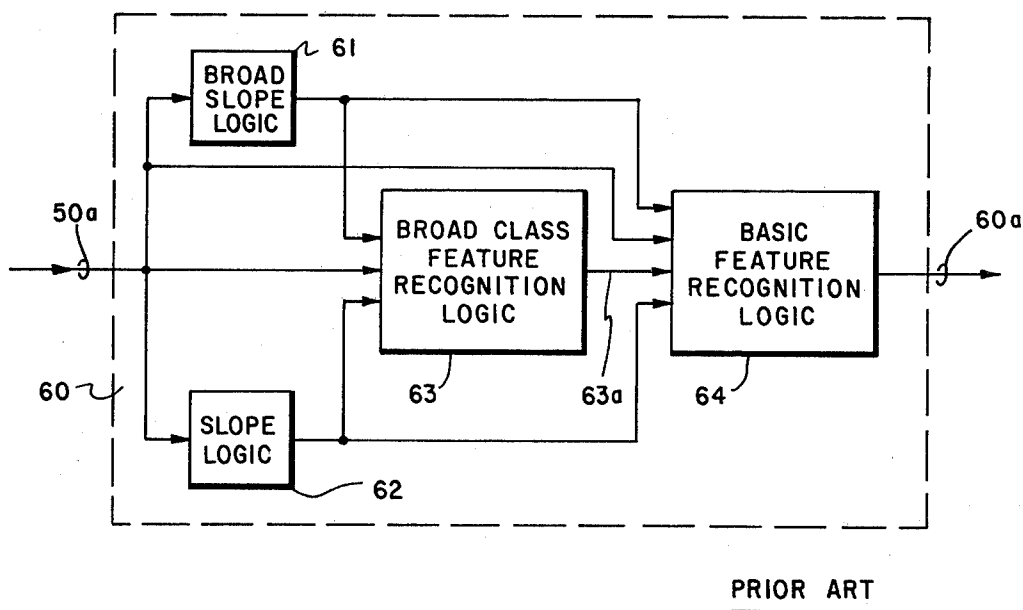 61
BROAD
SLOPE
LOGIC
50a
BROAD CLASS
FEATURE
RECOGNITION
LOGIC
BASIC
FEATURE
RECOGNITION
LOGIC
60a
60
63
63a
64
SLOPE
LOGIC
62
PRIOR ART